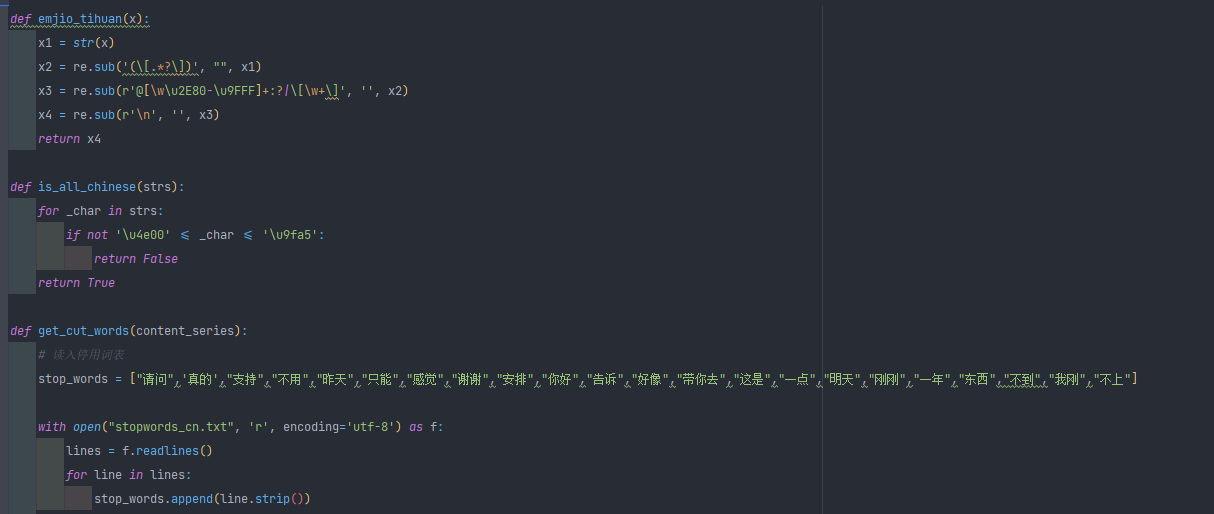 def emjio_tihuan(x):
    x1 = str(x)
    x2 = re.sub('(\[.*?\])', "", x1)
    x3 = re.sub(r'@[\w\u2E80-\u9FFF]+:?|\[\w+\]', '', x2)
    x4 = re.sub(r'\n', '', x3)
    return x4
def is_all_chinese(strs):
    for _char in strs:
        if not '\u4e00' <= _char <= '\u9fa5':
            return False
    return True
def get_cut_words(content_series):
    # 读入停用词表
    stop_words = ["请问",'真的',"支持","不用","昨天","只能","感觉","谢谢","安排","你好","告诉","好像","带你去","这是","一点","明天","刚刚","一年","东西","不到","我刚","不上"]
    with open("stopwords_cn.txt", 'r', encoding='utf-8') as f:
        lines = f.readlines()
        for line in lines:
            stop_words.append(line.strip())